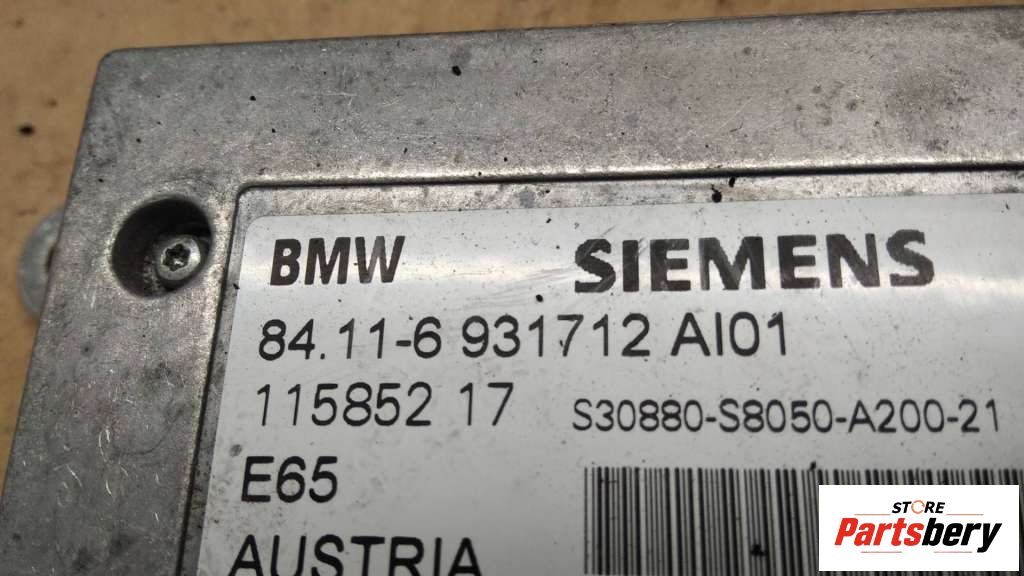 BMW SIEMENS
84.11-6 931712 AI01
115852 17 S30880-S8050-A200-21
E65
AUSTRIA
STORE
Partsbery